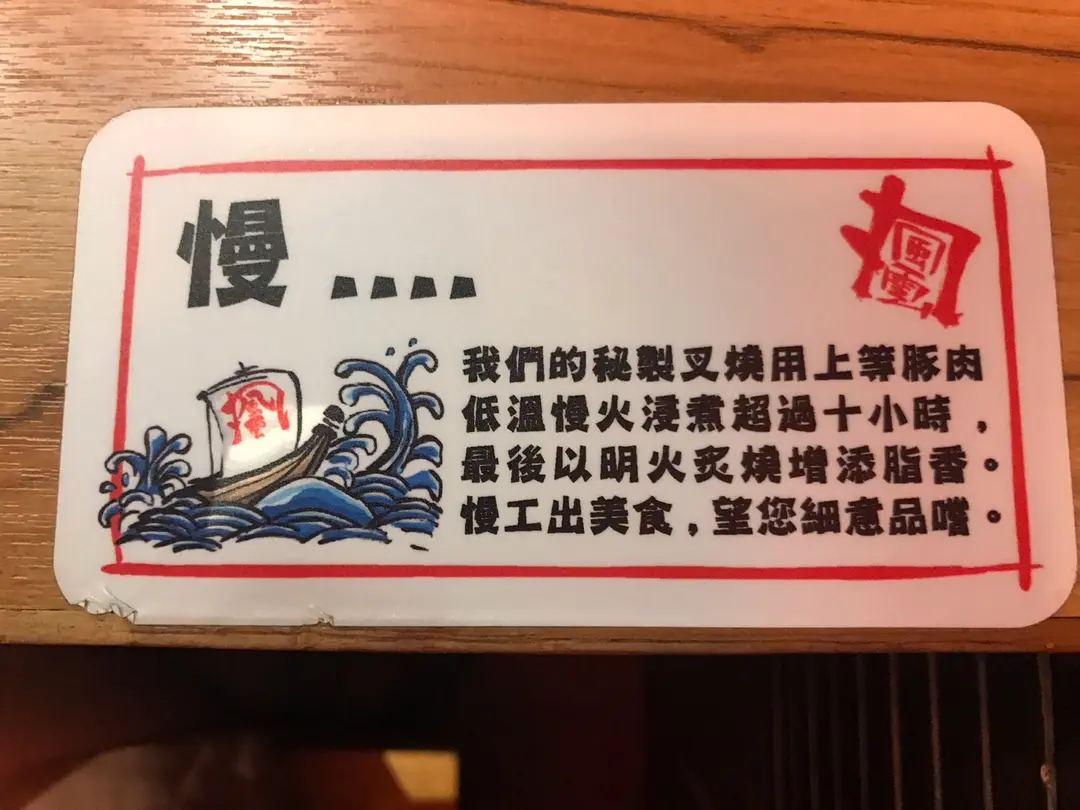 慢....
風雲
我們的秘製叉燒用上等豚肉
低溫慢火浸煮超過十小時，
最後以明火炙燒增添脂香。
慢工出美食，望您細意品嚐。